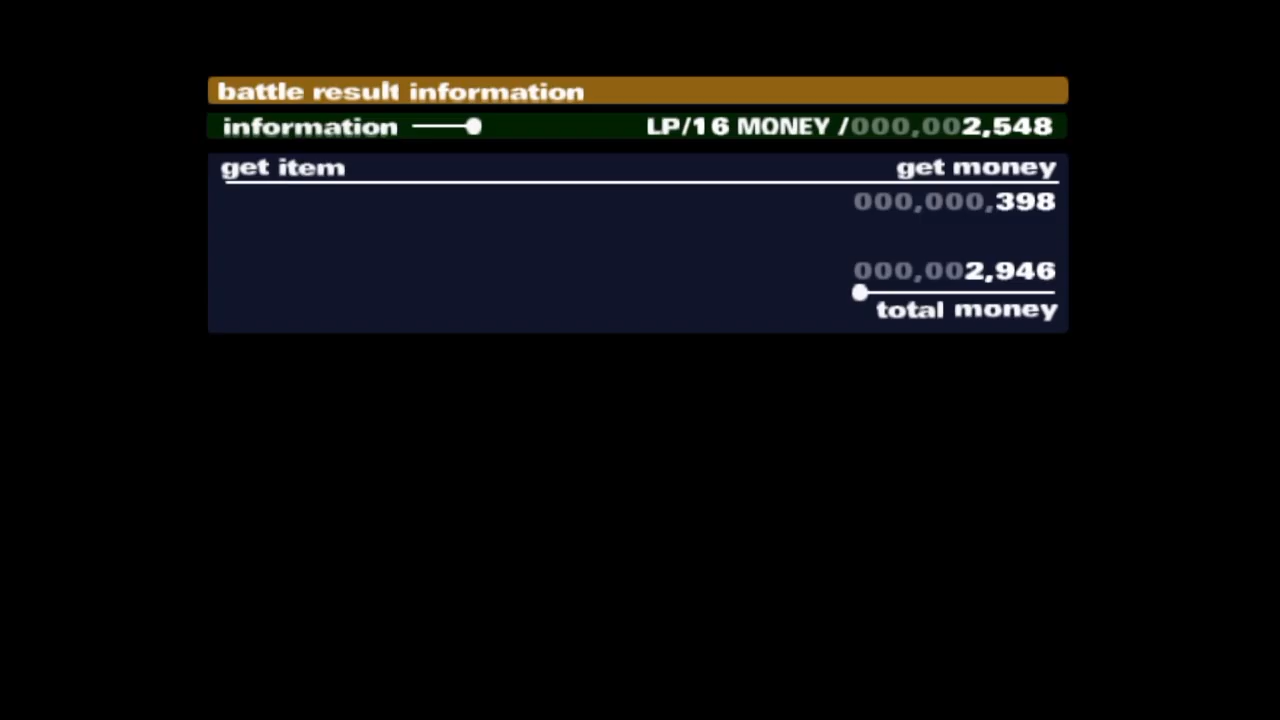 battle result information
information LP/16 MONEY /000,002,548
get item get money
000,000,398
000,002,946
total money